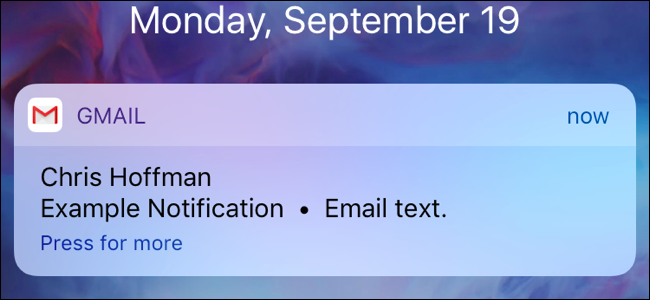 Monday, September 19
GMAIL now
Chris Hoffman
Example Notification • Email text.
Press for more